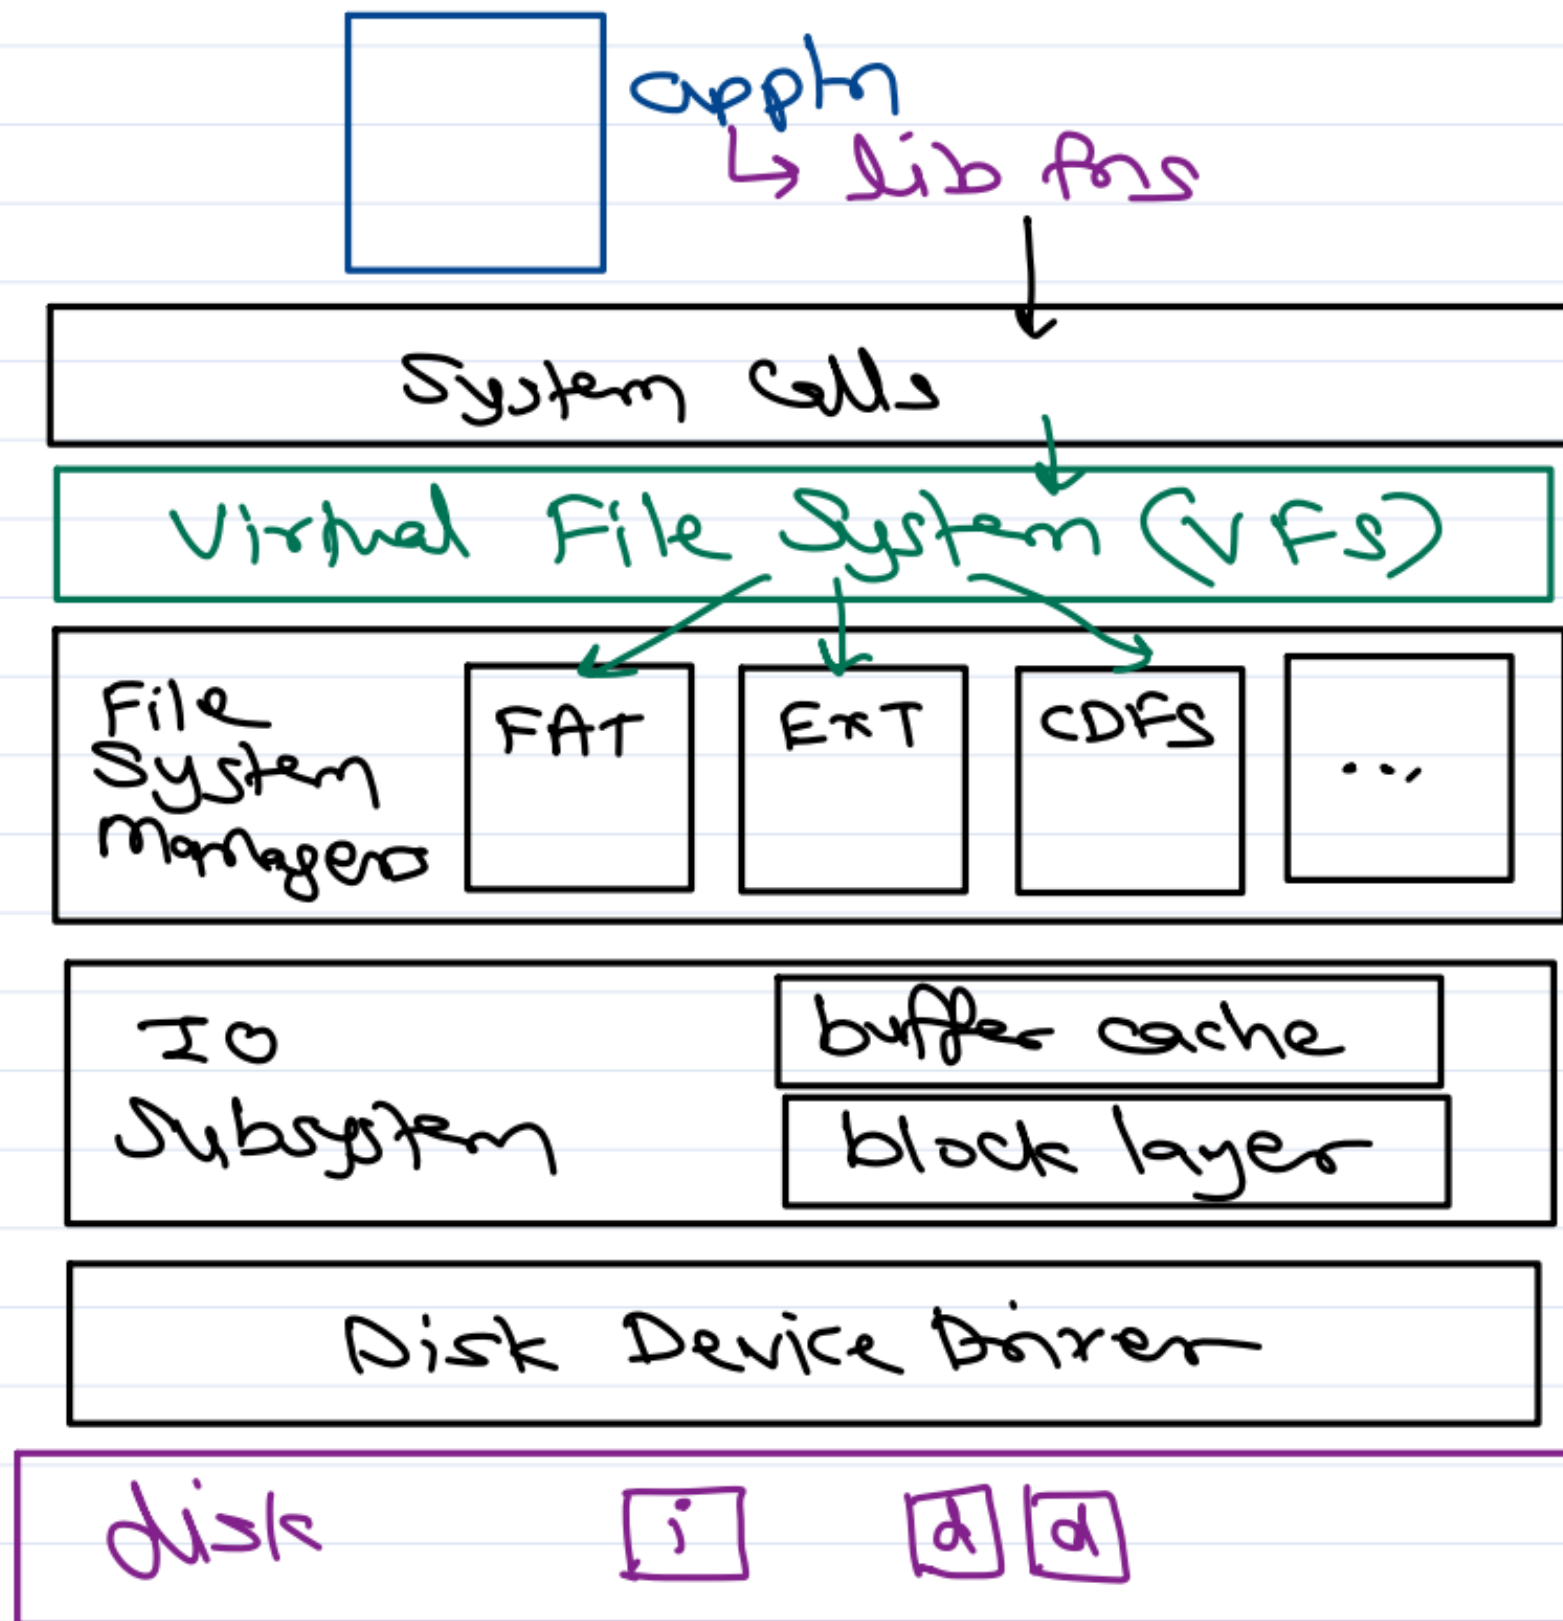 appln
↳ lib fns
System Calls
Virtual File System (VFS)
File
System
Managers
FAT
ExT
CDFS
...
IO
Subsystem
buffer cache
block layer
Disk Device Driver
disk
i
d
d